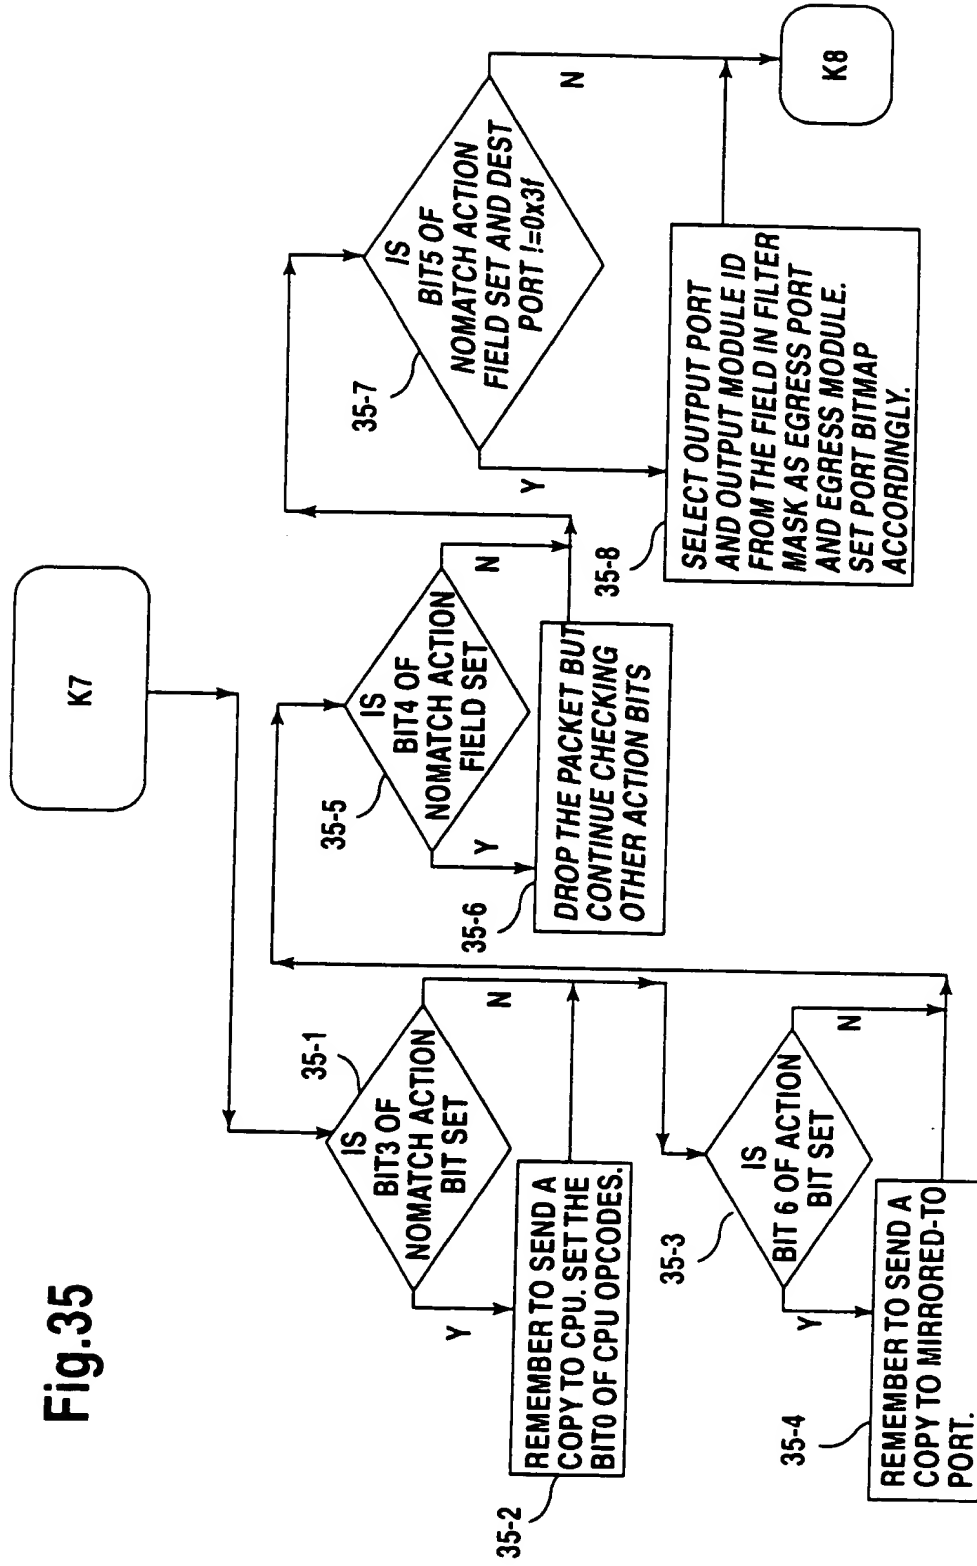 Fig.35
K7
35-1
IS
BIT3 OF
NOMATCH ACTION
BIT SET
Y
N
35-2
REMEMBER TO SEND A
COPY TO CPU. SET THE
BIT0 OF CPU OPCODES.
35-3
IS
BIT 6 OF ACTION
BIT SET
Y
N
35-4
REMEMBER TO SEND A
COPY TO MIRRORED-TO
PORT.
35-5
IS
BIT4 OF
NOMATCH ACTION
FIELD SET
Y
N
35-6
DROP THE PACKET BUT
CONTINUE CHECKING
OTHER ACTION BITS
35-7
IS
BIT5 OF
NOMATCH ACTION
FIELD SET AND DEST
PORT !=0x3f
Y
N
35-8
SELECT OUTPUT PORT
AND OUTPUT MODULE ID
FROM THE FIELD IN FILTER
MASK AS EGRESS PORT
AND EGRESS MODULE.
SET PORT BITMAP
ACCORDINGLY.
K8